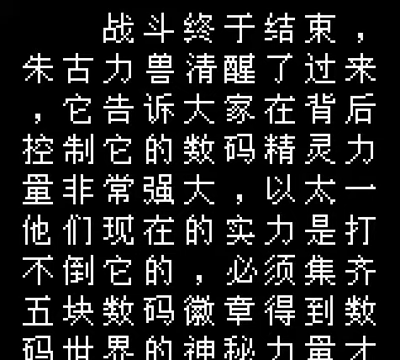 战斗终于结束，
朱古力兽清醒了过来
，它告诉大家在背后
控制它的数码精灵力
量非常强大，以太一
他们现在的实力是打
不倒它的，必须集齐
五块数码徽章得到数
码世界的神秘力量才